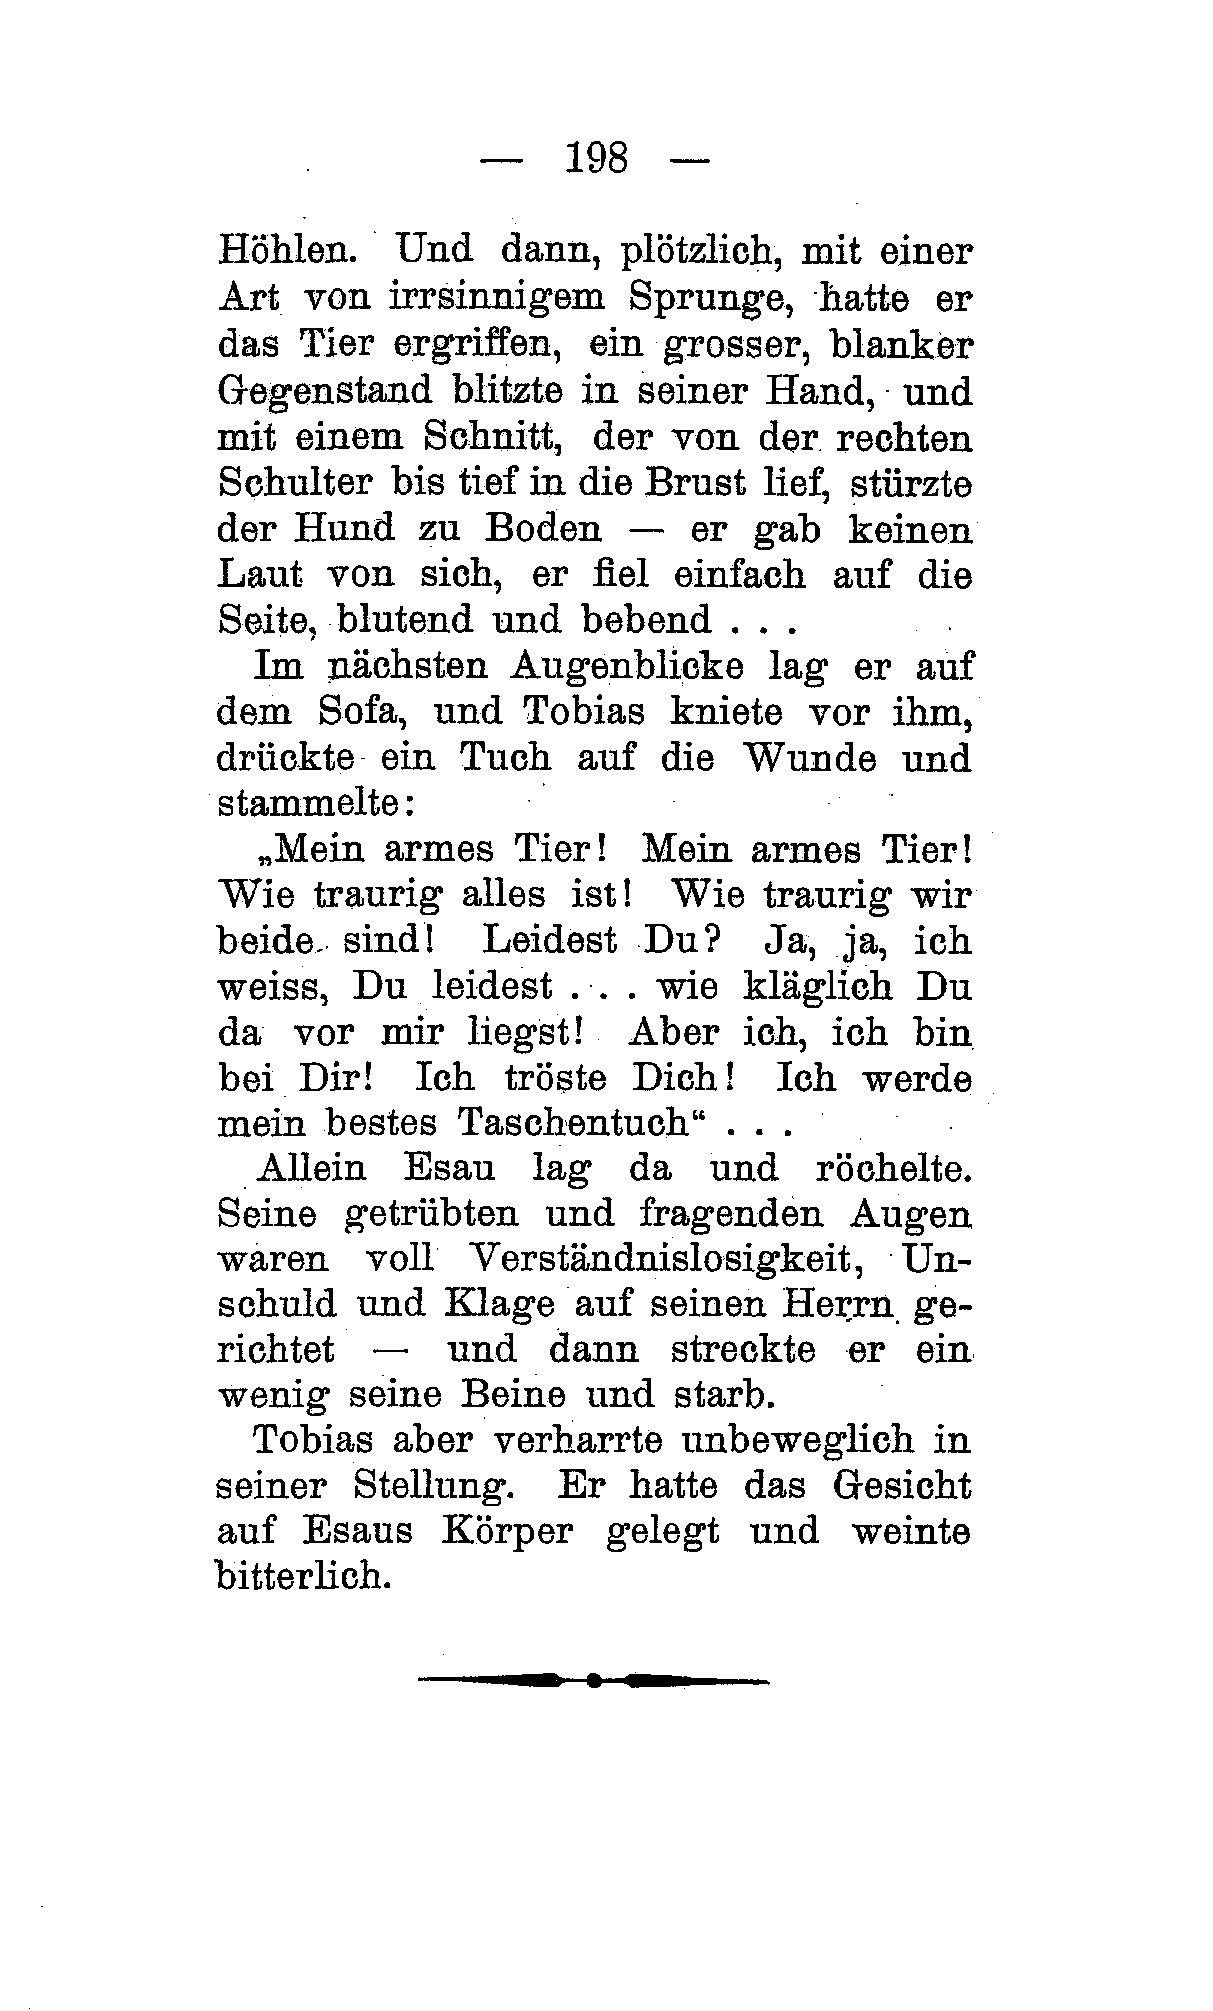 — 198 —
Höhlen. Und dann, plötzlich, mit einer
Art von irrsinnigem Sprunge, hatte er
das Tier ergriffen, ein grosser, blanker
Gegenstand blitzte in seiner Hand, und
mit einem Schnitt, der von der rechten
Schulter bis tief in die Brust lief, stürzte
der Hund zu Boden — er gab keinen
Laut von sich, er fiel einfach auf die
Seite, blutend und bebend . . .
Im nächsten Augenblicke lag er auf
dem Sofa, und Tobias kniete vor ihm,
drückte ein Tuch auf die Wunde und
stammelte:
„Mein armes Tier! Mein armes Tier!
Wie traurig alles ist! Wie traurig wir
beide sind! Leidest Du? Ja, ja, ich
weiss, Du leidest . . . wie kläglich Du
da vor mir liegst! Aber ich, ich bin
bei Dir! Ich tröste Dich! Ich werde
mein bestes Taschentuch“ . . .
Allein Esau lag da und röchelte.
Seine getrübten und fragenden Augen
waren voll Verständnislosigkeit, Un-
schuld und Klage auf seinen Herrn ge-
richtet — und dann streckte er ein
wenig seine Beine und starb.
Tobias aber verharrte unbeweglich in
seiner Stellung. Er hatte das Gesicht
auf Esaus Körper gelegt und weinte
bitterlich.